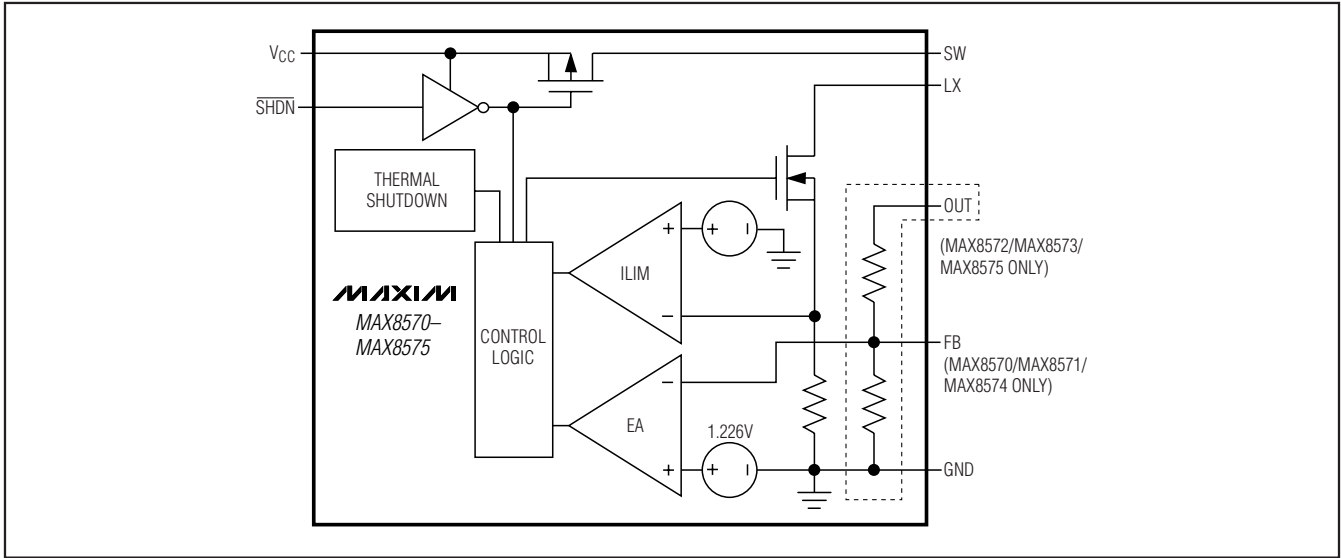 VCC
SW
LX
SHDN
THERMAL
SHUTDOWN
OUT
(MAX8572/MAX8573/
MAX8575 ONLY)
+
+
–
ILIM
MAXIM
MAX8570–
MAX8575
–
CONTROL
LOGIC
FB
(MAX8570/MAX8571/
MAX8574 ONLY)
–
EA
1.226V
+
+
–
GND